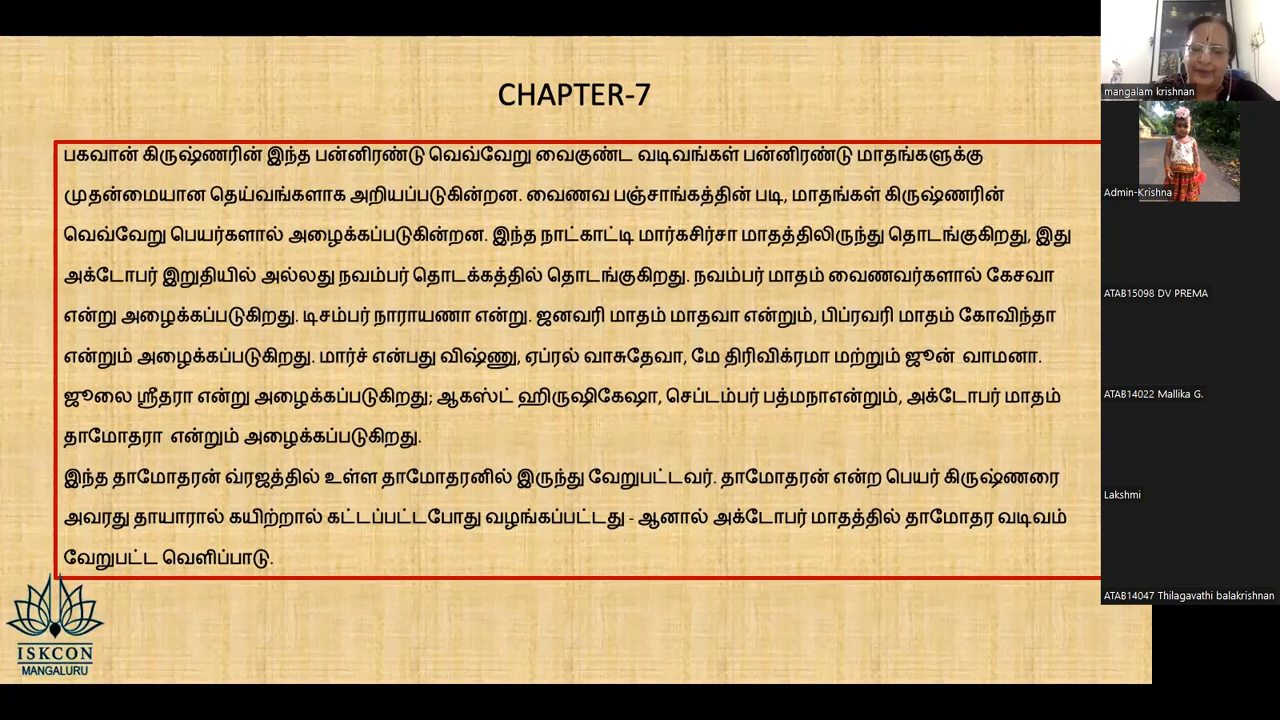 CHAPTER-7
பகவான் கிருஷ்ணரின் இந்த பன்னிரண்டு வெவ்வேறு வைகுண்ட வடிவங்கள் பன்னிரண்டு மாதங்களுக்கு
முதன்மையான தெய்வங்களாக அறியப்படுகின்றன. வைணவ பஞ்சாங்கத்தின் படி, மாதங்கள் கிருஷ்ணரின்
வெவ்வேறு பெயர்களால் அழைக்கப்படுகின்றன. இந்த நாட்காட்டி மார்கசிர்சா மாதத்திலிருந்து தொடங்குகிறது, இது
அக்டோபர் இறுதியில் அல்லது நவம்பர் தொடக்கத்தில் தொடங்குகிறது. நவம்பர் மாதம் வைணவர்களால் கேசவா
என்று அழைக்கப்படுகிறது. டிசம்பர் நாராயணா என்று. ஜனவரி மாதம் மாதவா என்றும், பிப்ரவரி மாதம் கோவிந்தா
என்றும் அழைக்கப்படுகிறது. மார்ச் என்பது விஷ்ணு, ஏப்ரல் வாசுதேவா, மே திரிவிக்ரமா மற்றும் ஜூன் வாமனா.
ஜூலை ஸ்ரீதரா என்று அழைக்கப்படுகிறது; ஆகஸ்ட் ஹிருஷிகேஷா, செப்டம்பர் பத்மநாஎன்றும், அக்டோபர் மாதம்
தாமோதரா என்றும் அழைக்கப்படுகிறது.
இந்த தாமோதரன் வ்ரஜத்தில் உள்ள தாமோதரனில் இருந்து வேறுபட்டவர். தாமோதரன் என்ற பெயர் கிருஷ்ணரை
அவரது தாயாரால் கயிற்றால் கட்டப்பட்டபோது வழங்கப்பட்டது - ஆனால் அக்டோபர் மாதத்தில் தாமோதர வடிவம்
வேறுபட்ட வெளிப்பாடு.
ISKCON
MANGALURU
mangalam krishnan
Admin-Krishna
ATAB15098 DV PREMA
ATAB14022 Mallika G.
Lakshmi
ATAB14047 Thilagavathi balakrishnan